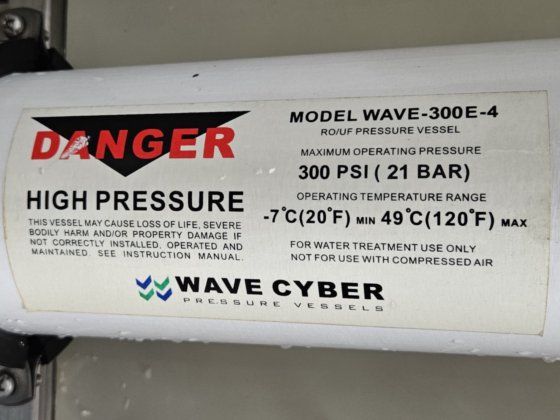 DANGER
HIGH PRESSURE
THIS VESSEL MAY CAUSE LOSS OF LIFE, SEVERE
BODILY HARM AND/OR PROPERTY DAMAGE IF
NOT CORRECTLY INSTALLED, OPERATED AND
MAINTAINED. SEE INSTRUCTION MANUAL.
MODEL WAVE-300E-4
RO/UF PRESSURE VESSEL
MAXIMUM OPERATING PRESSURE
300 PSI ( 21 BAR)
OPERATING TEMPERATURE RANGE
-7℃(20℉) MIN 49℃(120℉) MAX
FOR WATER TREATMENT USE ONLY
NOT FOR USE WITH COMPRESSED AIR
WAVE CYBER
PRESSURE VESSELS